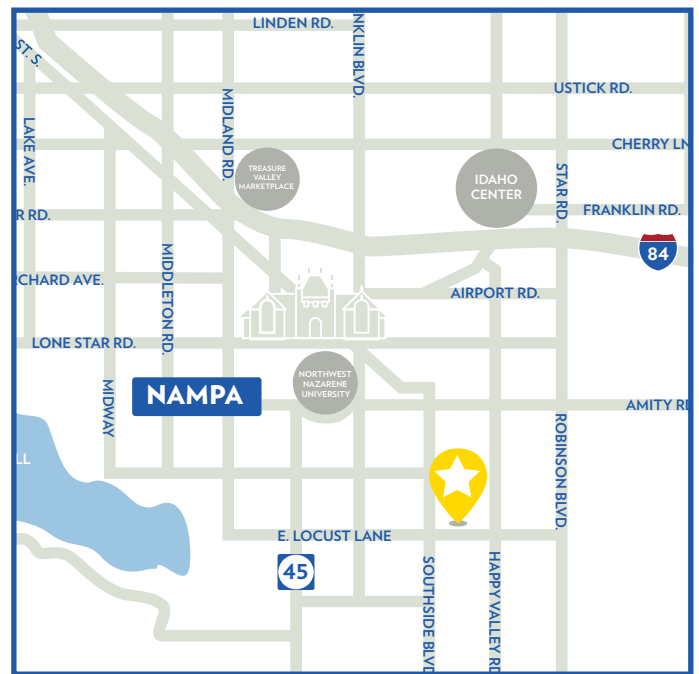 LINDEN RD.
NKLIN BLVD.
ST. S.
USTICK RD.
MIDLAND RD.
LAKE AVE.
CHERRY LN
TREASURE
VALLEY
MARKETPLACE
IDAHO
CENTER
STAR RD.
FRANKLIN RD.
R RD.
84
MIDDLETON RD.
CHARD AVE.
AIRPORT RD.
LONE STAR RD.
NORTHWEST
NAZARENE
UNIVERSITY
MIDWAY
NAMPA
AMITY RD
ROBINSON BLVD.
LL
E. LOCUST LANE
45
SOUTHSIDE BLVD
HAPPY VALLEY RD